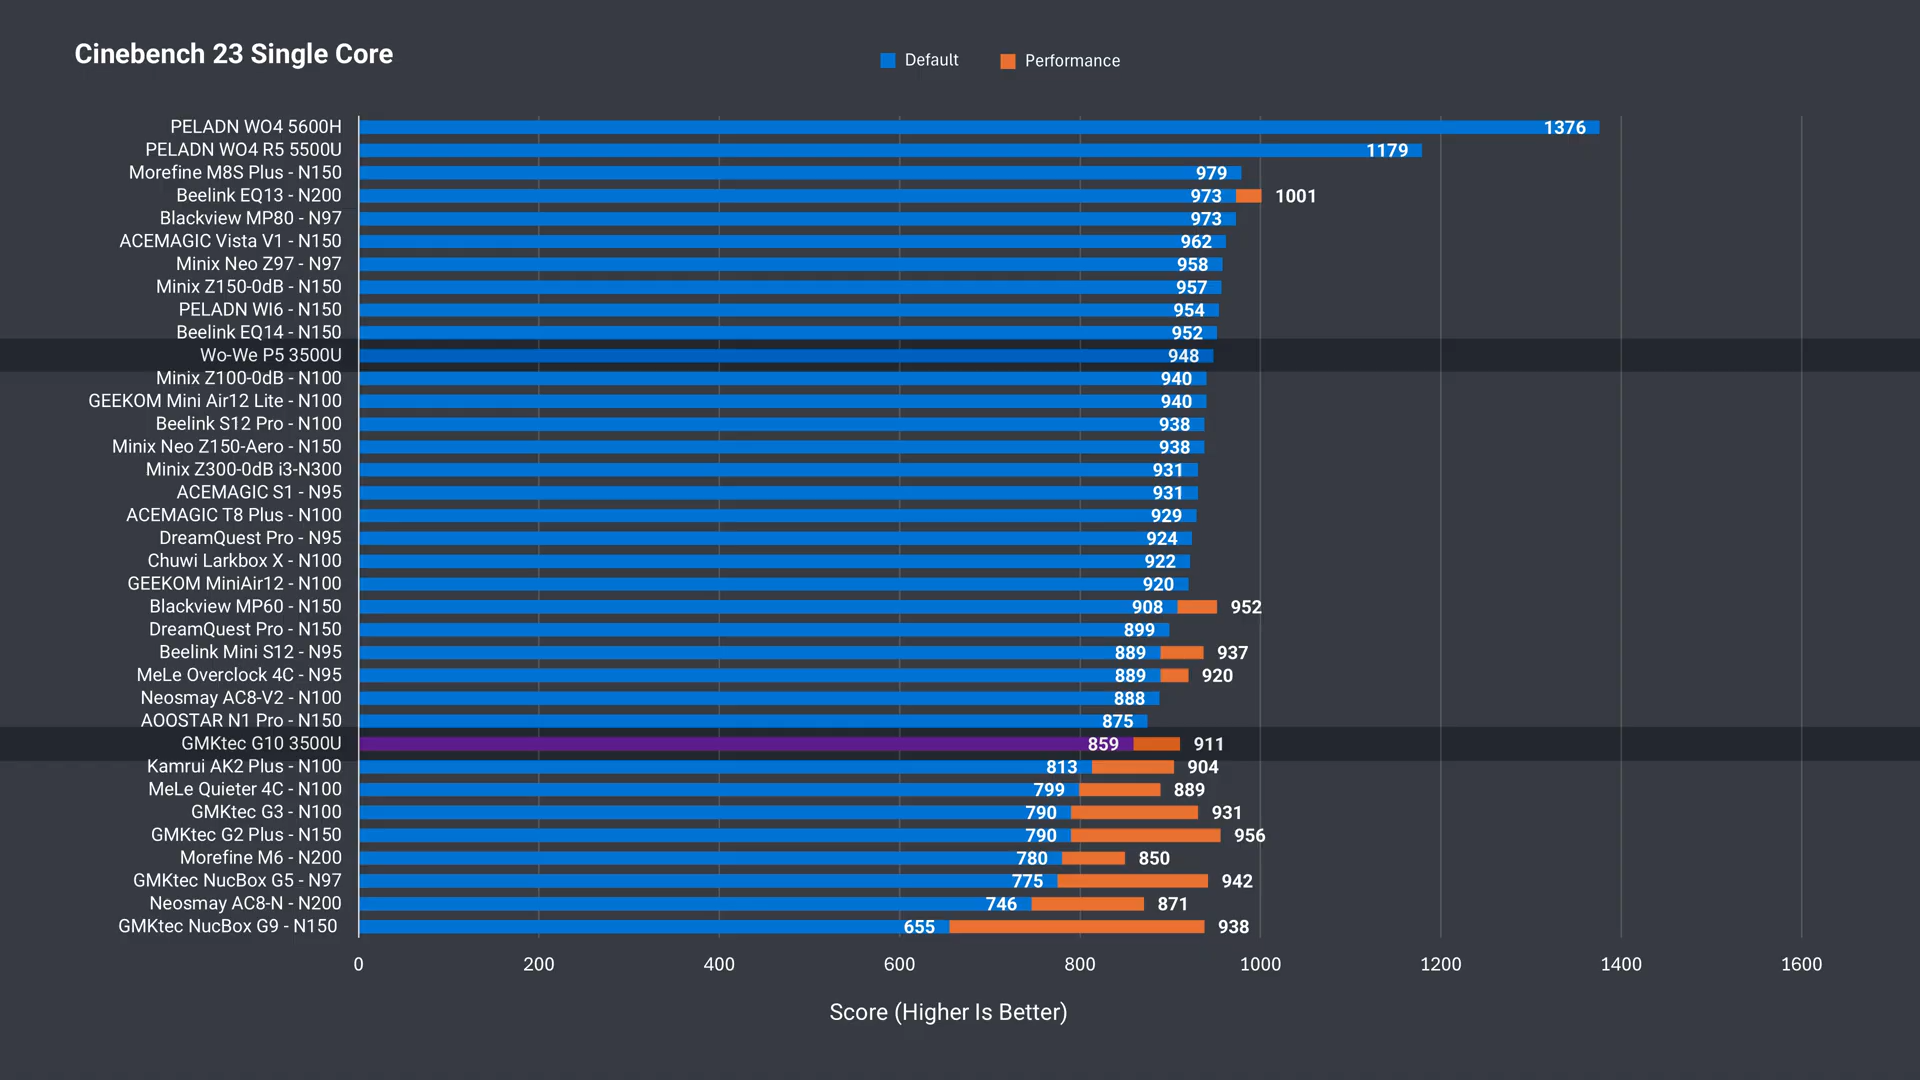 Cinebench 23 Single Core
Default
Performance
PELADN WO4 5600H 1376
PELADN WO4 R5 5500U 1179
Morefine M8S Plus - N150 979
Beelink EQ13 - N200 973 1001
Blackview MP80 - N97 973
ACEMAGIC Vista V1 - N150 962
Minix Neo Z97 - N97 958
Minix Z150-0dB - N150 957
PELADN WI6 - N150 954
Beelink EQ14 - N150 952
Wo-We P5 3500U 948
Minix Z100-0dB - N100 940
GEEKOM Mini Air12 Lite - N100 940
Beelink S12 Pro - N100 938
Minix Neo Z150-Aero - N150 938
Minix Z300-0dB i3-N300 931
ACEMAGIC S1 - N95 931
ACEMAGIC T8 Plus - N100 929
DreamQuest Pro - N95 924
Chuwi Larkbox X - N100 922
GEEKOM MiniAir12 - N100 920
Blackview MP60 - N150 908 952
DreamQuest Pro - N150 899
Beelink Mini S12 - N95 889 937
MeLe Overclock 4C - N95 889 920
Neosmay AC8-V2 - N100 888
AOOSTAR N1 Pro - N150 875
GMKtec G10 3500U 859 911
Kamrui AK2 Plus - N100 813 904
MeLe Quieter 4C - N100 799 889
GMKtec G3 - N100 790 931
GMKtec G2 Plus - N150 790 956
Morefine M6 - N200 780 850
GMKtec NucBox G5 - N97 775 942
Neosmay AC8-N - N200 746 871
GMKtec NucBox G9 - N150 655 938
0 200 400 600 800 1000 1200 1400 1600
Score (Higher Is Better)